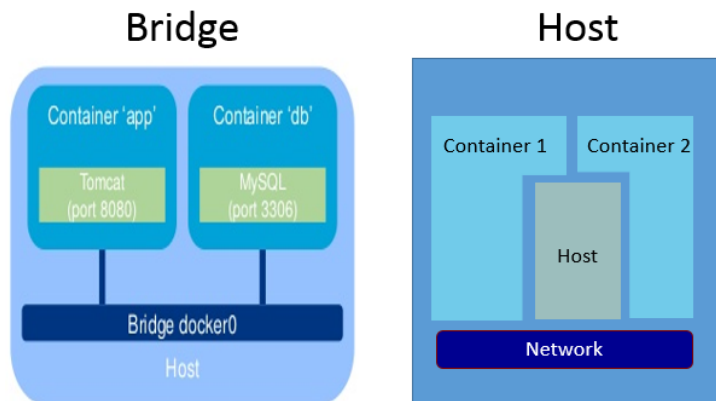 Bridge
Container 'app'
Tomcat
(port 8080)
Container 'db'
MySQL
(port 3306)
Bridge docker0
Host
Host
Container 1
Container 2
Host
Network